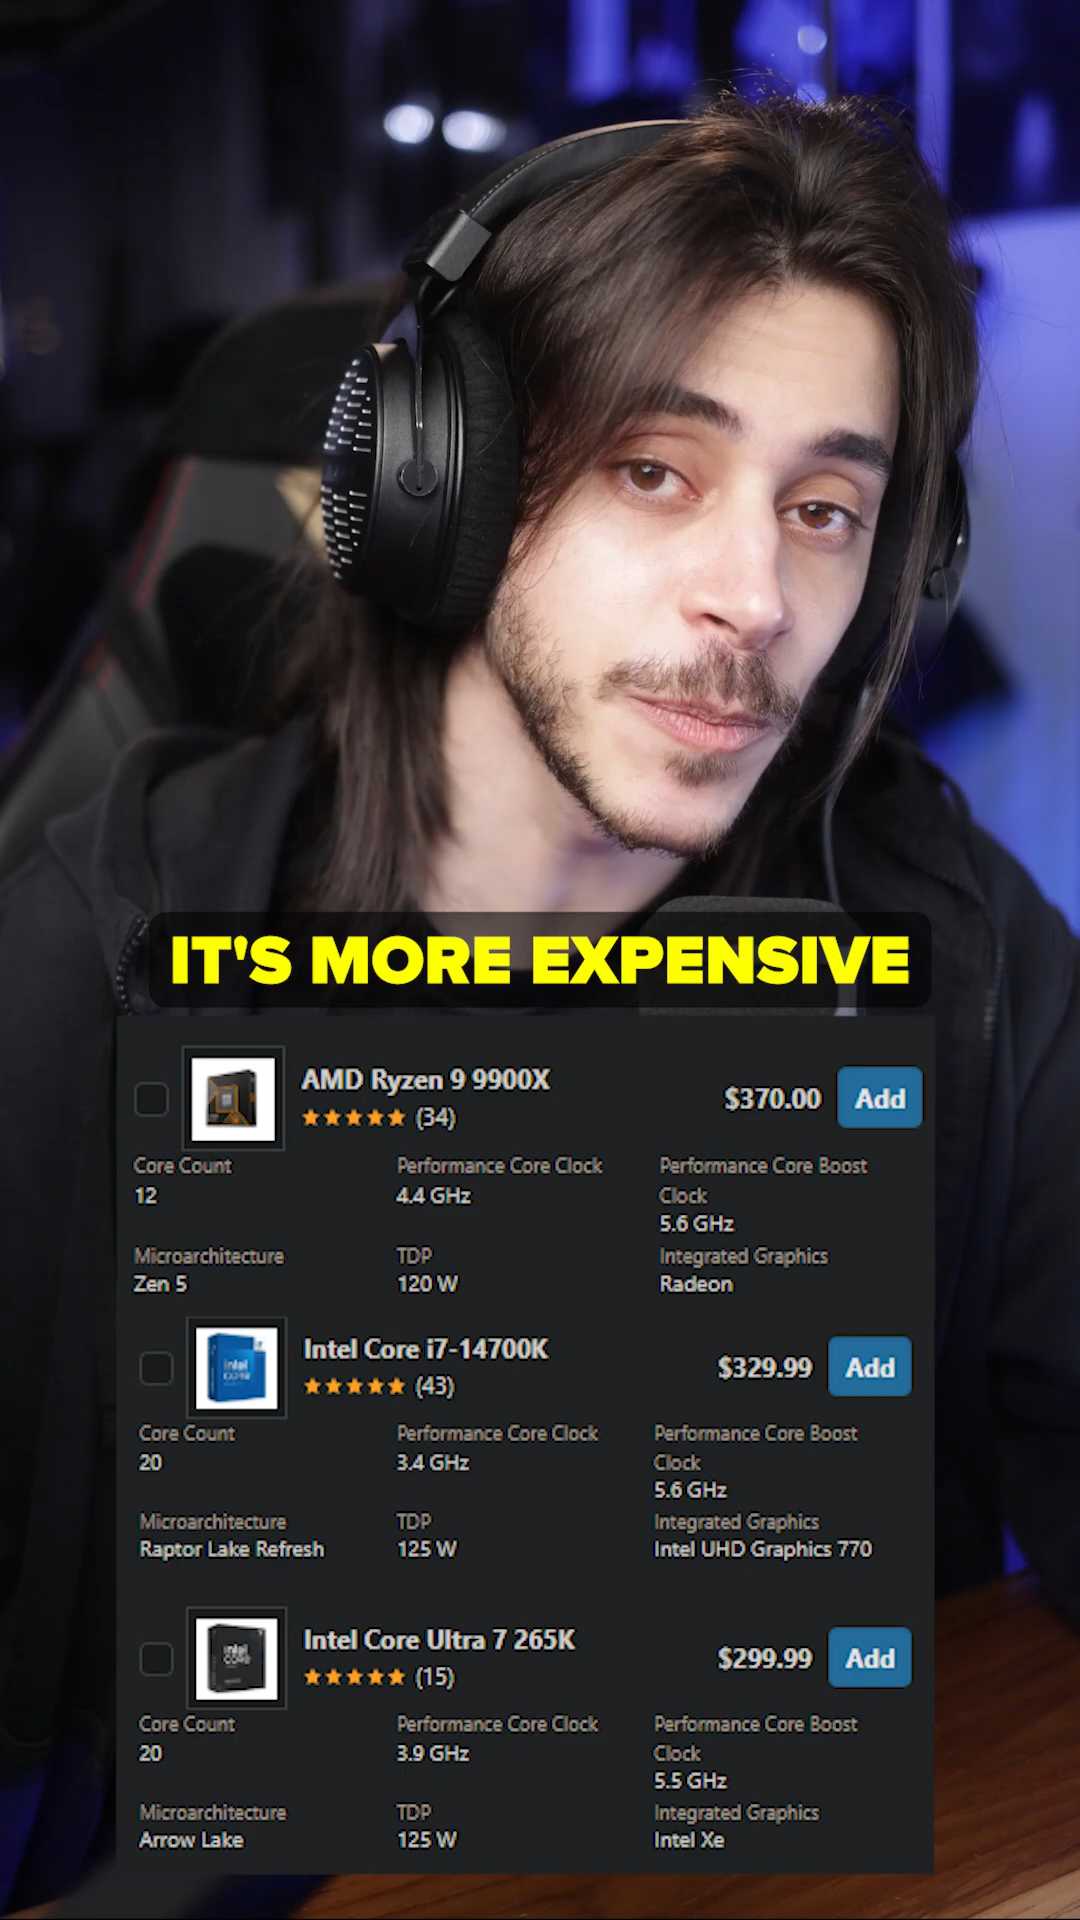 IT'S MORE EXPENSIVE
AMD Ryzen 9 9900X
(34)
$370.00
Add
Core Count
12
Performance Core Clock
4.4 GHz
Performance Core Boost
Clock
5.6 GHz
Microarchitecture
Zen 5
TDP
120 W
Integrated Graphics
Radeon
intel
CORE
Intel Core i7-14700K
(43)
$329.99
Add
Core Count
20
Performance Core Clock
3.4 GHz
Performance Core Boost
Clock
5.6 GHz
Microarchitecture
Raptor Lake Refresh
TDP
125 W
Integrated Graphics
Intel UHD Graphics 770
intel
CORE
Intel Core Ultra 7 265K
(15)
$299.99
Add
Core Count
20
Performance Core Clock
3.9 GHz
Performance Core Boost
Clock
5.5 GHz
Microarchitecture
Arrow Lake
TDP
125 W
Integrated Graphics
Intel Xe